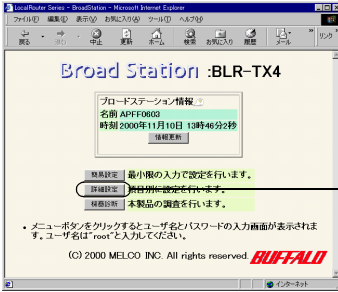 LocalRouter Series - BroadStation - Microsoft Internet Explorer
ファイル(F) 編集(E) 表示(V) お気に入り(A) ツール(T) ヘルプ(H)
戻る 進む 中止 更新 ホーム 検索 お気に入り 履歴 メール リンク
Broad Station :BLR-TX4
ブロードステーション情報
名前 APFF0603
時刻 2000年11月10日 13時46分2秒
情報更新
簡易設定 最小限の入力で設定を行います。
詳細設定 項目別に設定を行います。
機器診断 本製品の調査を行います。
• メニューボタンをクリックするとユーザ名とパスワードの入力画面が表示されます。ユーザ名は"root"と入力してください。
(C) 2000 MELCO INC. All rights reserved. BUFFALO
インターネット